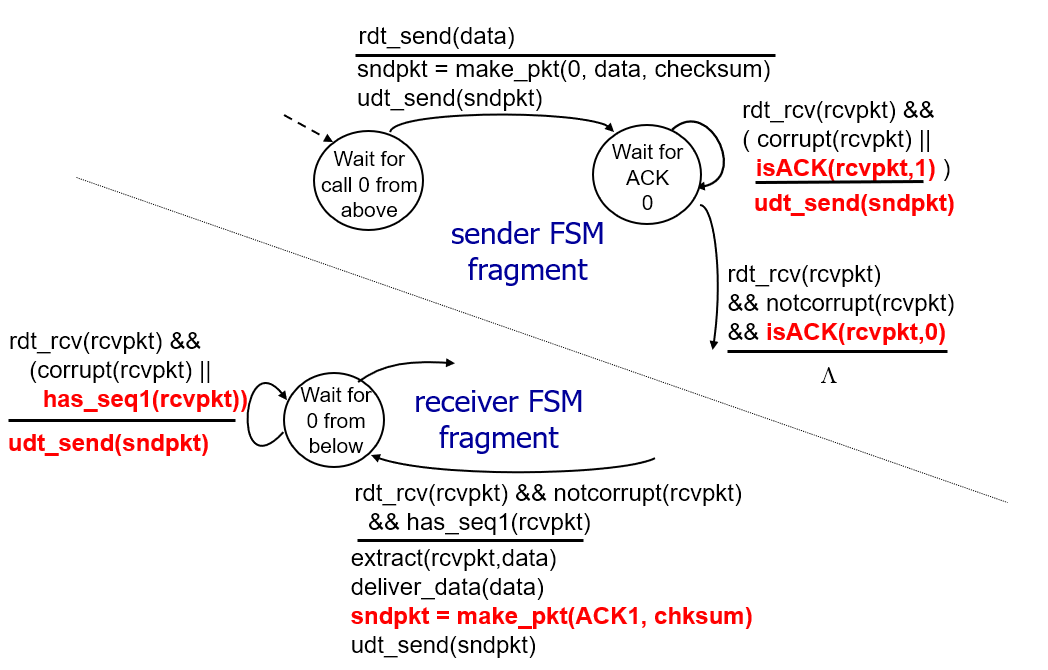 rdt_send(data)
sndpkt = make_pkt(0, data, checksum)
udt_send(sndpkt)
Wait for
call 0 from
above
Wait for
ACK
0
rdt_rcv(rcvpkt) &&
( corrupt(rcvpkt) ||
isACK(rcvpkt,1) )
udt_send(sndpkt)
sender FSM
fragment
rdt_rcv(rcvpkt)
&& notcorrupt(rcvpkt)
&& isACK(rcvpkt,0)
Λ
rdt_rcv(rcvpkt) &&
(corrupt(rcvpkt) ||
has_seq1(rcvpkt))
udt_send(sndpkt)
Wait for
0 from
below
receiver FSM
fragment
rdt_rcv(rcvpkt) && notcorrupt(rcvpkt)
&& has_seq1(rcvpkt)
extract(rcvpkt,data)
deliver_data(data)
sndpkt = make_pkt(ACK1, chksum)
udt_send(sndpkt)